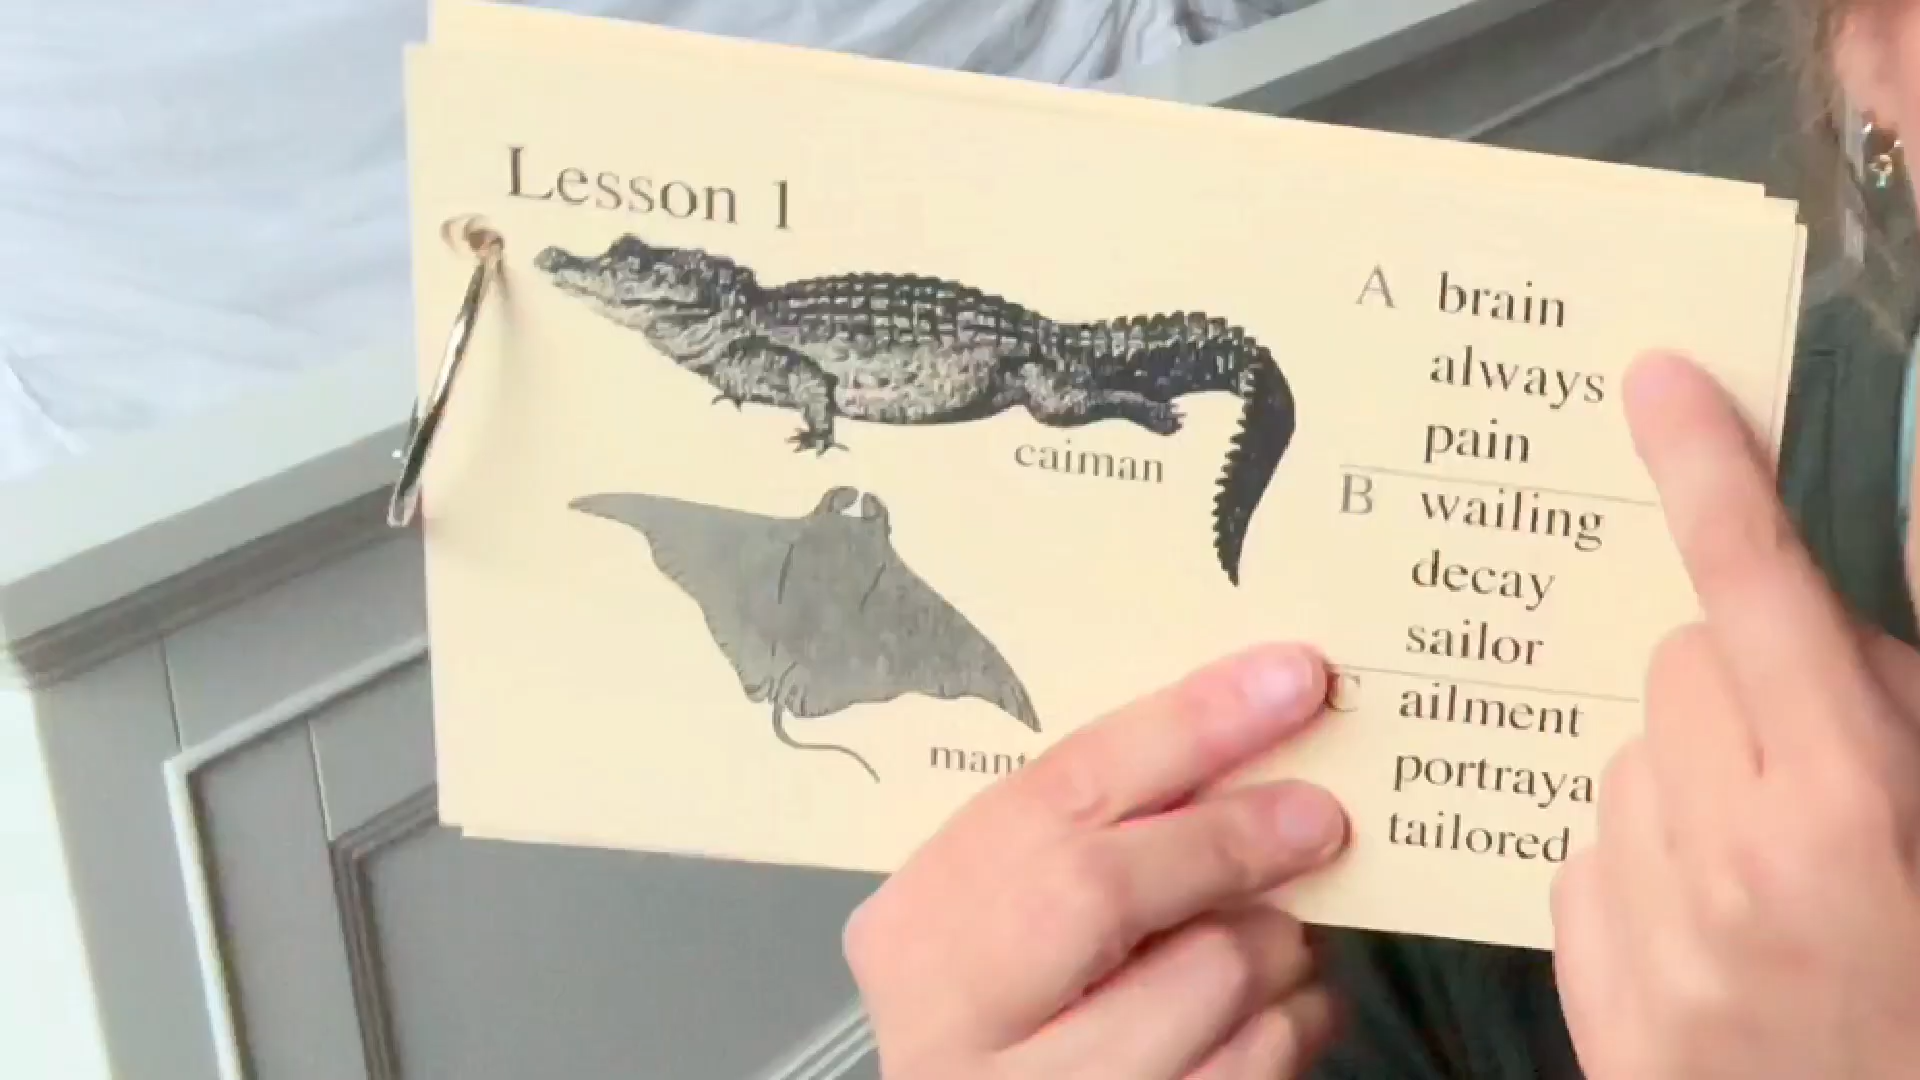 Lesson 1
caiman
A brain
always
pain
B wailing
decay
sailor
C ailment
tailored